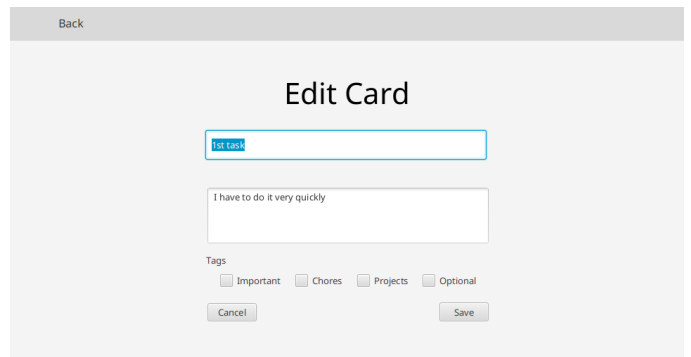 Back
Edit Card
1st task
I have to do it very quickly
Tags
Important Chores Projects Optional
Cancel Save